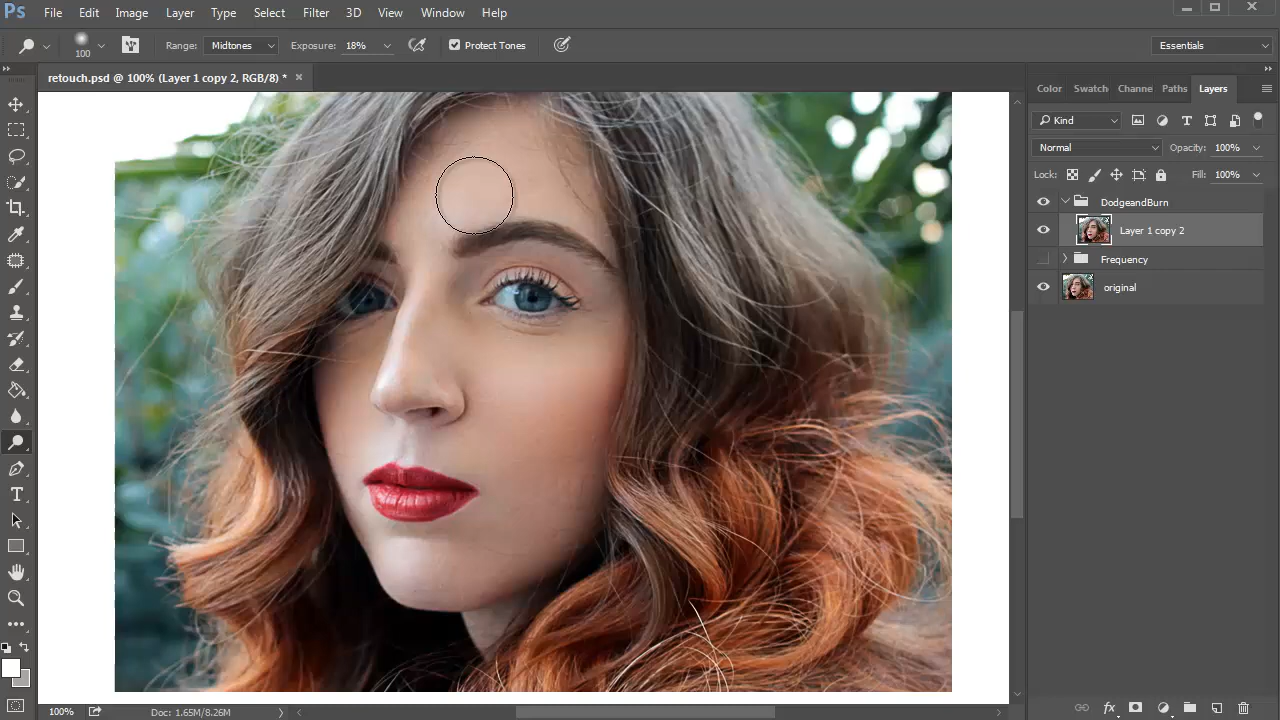 Ps File Edit Image Layer Type Select Filter 3D View Window Help
100 Range: Midtones Exposure: 18% Protect Tones Essentials
retouch.psd @ 100% (Layer 1 copy 2, RGB/8) * ×
Color Swatch Channe Paths Layers
Kind
Normal Opacity: 100%
Lock: Fill: 100%
DodgeandBurn
Layer 1 copy 2
Frequency
original
100% Doc: 1.65M/8.26M